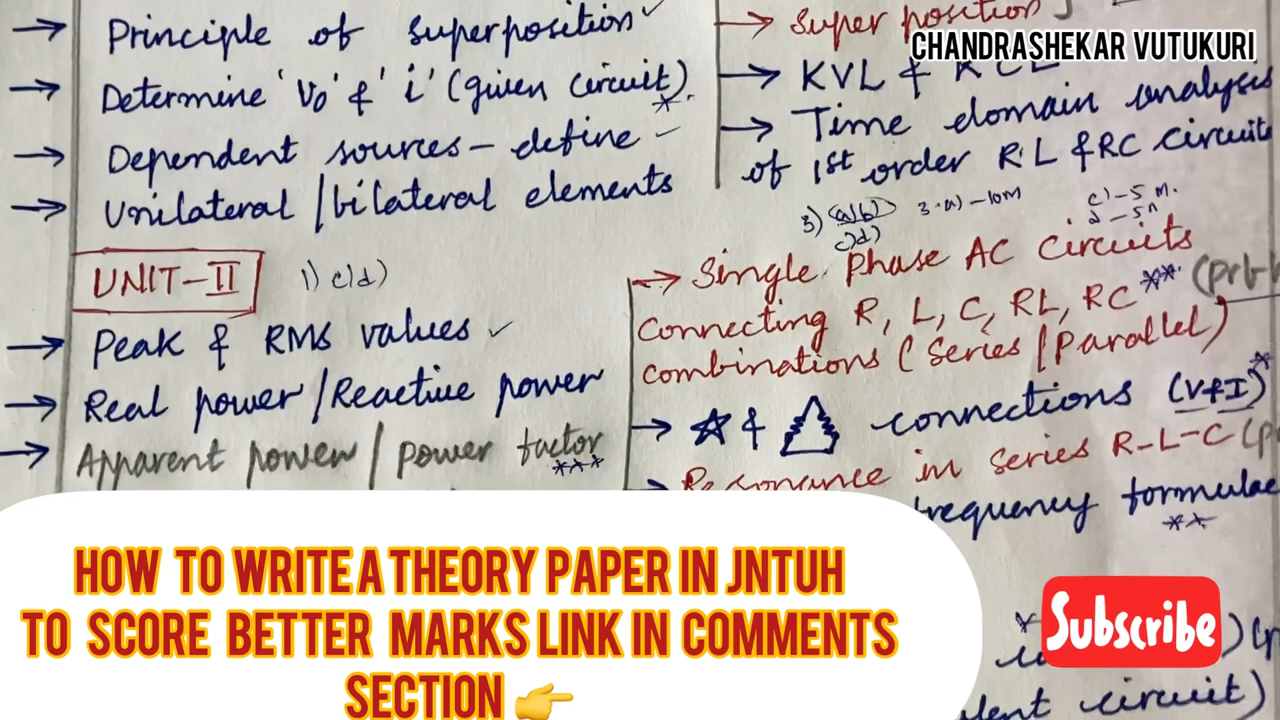 → Principle of superposition ✓
→ Determine 'Vo' & 'i' (given circuit).
*
→ Dependent sources - define
→ Unilateral / bilateral elements
UNIT-II 1) c(d)
→ Peak & RMS values ✓
→ Real power / Reactive power
→ Apparent power / power factor
***
→ Super position
CHANDRASHEKAR VUTUKURI
→ KVL & KCL
→ Time domain analysis
of 1st order RL & RC circuits
3) (a)(b) 3.a) - 10m c) - 5 m.
c)d) d - 5m
→ Single Phase AC Circuits
connecting R, L, C, RL, RC **
combinations (Series / Parallel)
→ & connections (V & I) *
Resonance in series R-L-C
frequency formulae
**
circuit)
HOW TO WRITE A THEORY PAPER IN JNTUH
TO SCORE BETTER MARKS LINK IN COMMENTS
SECTION 👉
Subscribe